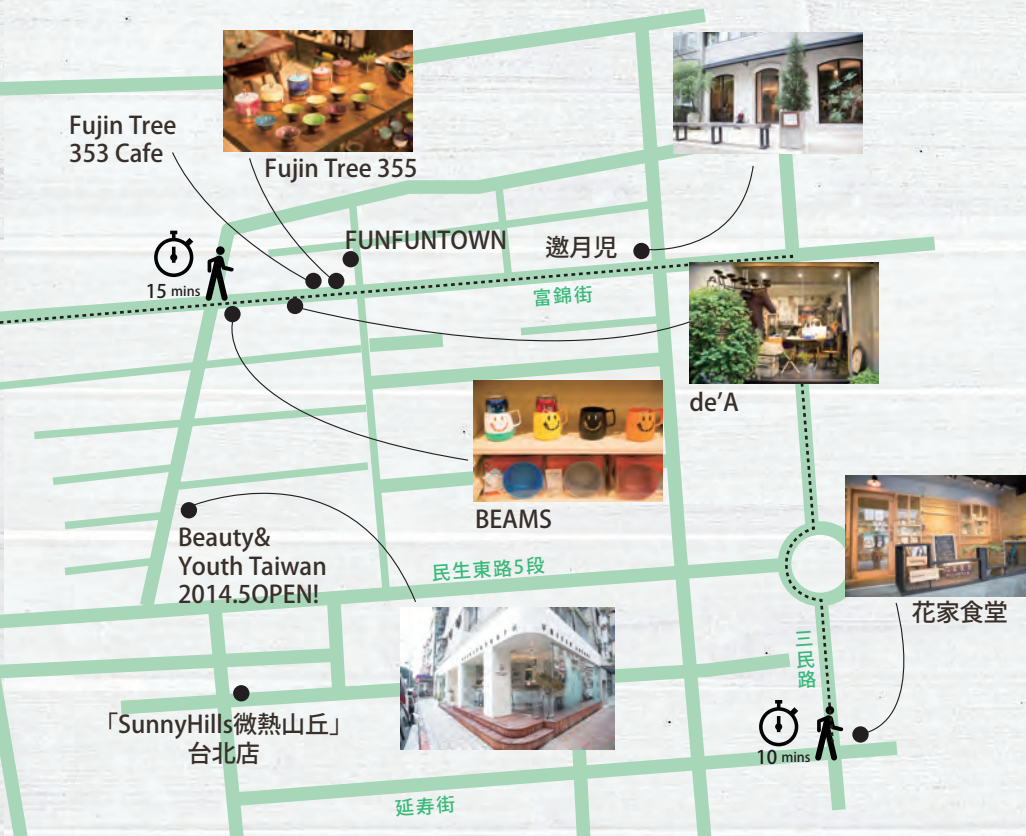 Fujin Tree
353 Cafe
Fujin Tree 355
FUNFUNTOWN
邀月児
15 mins
富錦街
de’A
BEAMS
Beauty&
Youth Taiwan
2014.5OPEN!
民生東路5段
花家食堂
三民路
「SunnyHills微熱山丘」
台北店
10 mins
延寿街